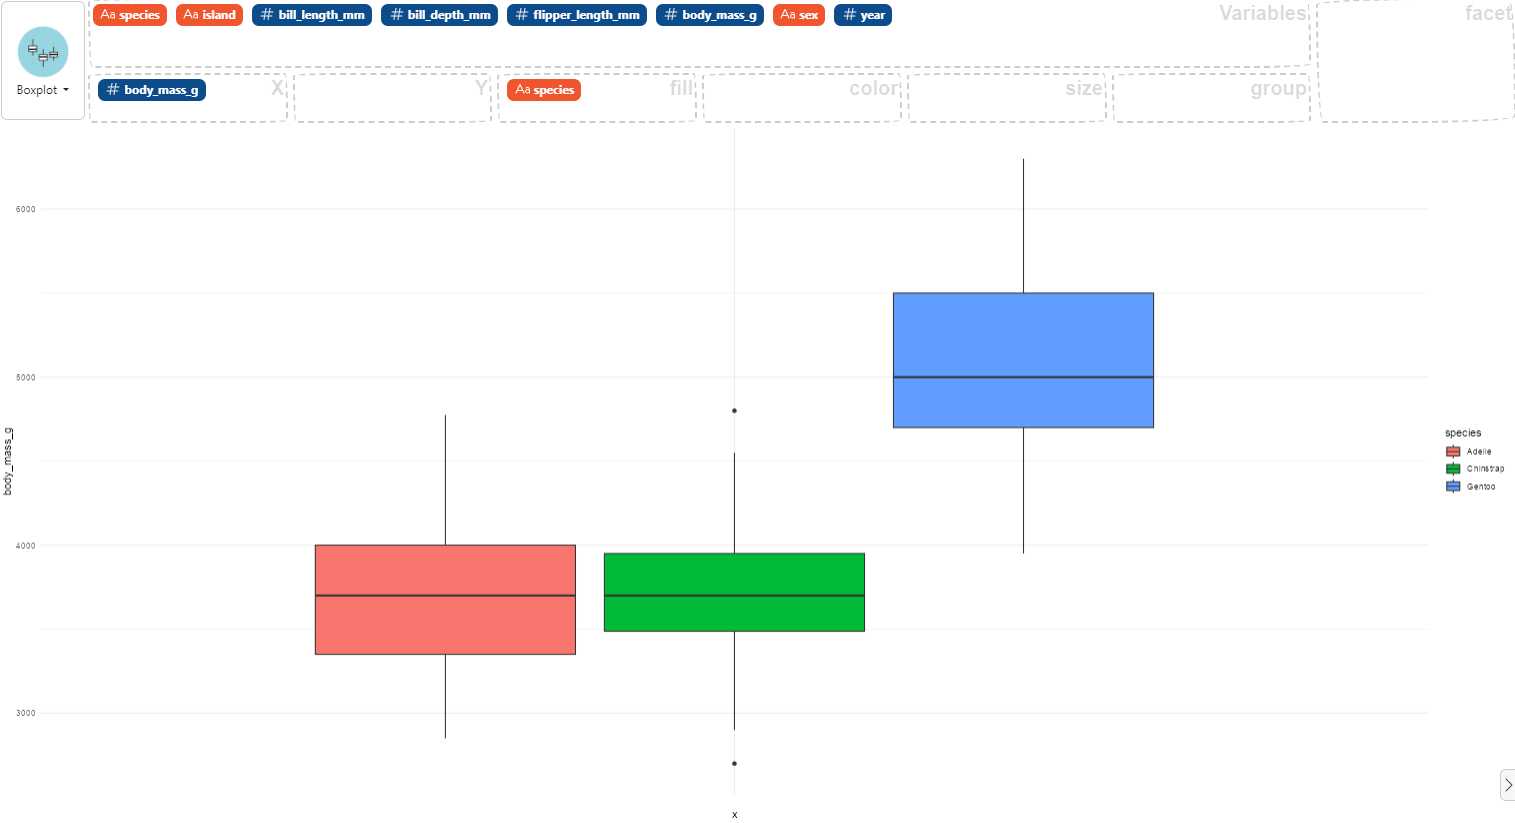 Aa species Aa island # bill_length_mm # bill_depth_mm # flipper_length_mm # body_mass_g Aa sex # year Variables facet
Boxplot
# body_mass_g X Y Aa species fill color size group
6000
5000
4000
3000
body_mass_g
x
species
Adelie
Chinstrap
Gentoo